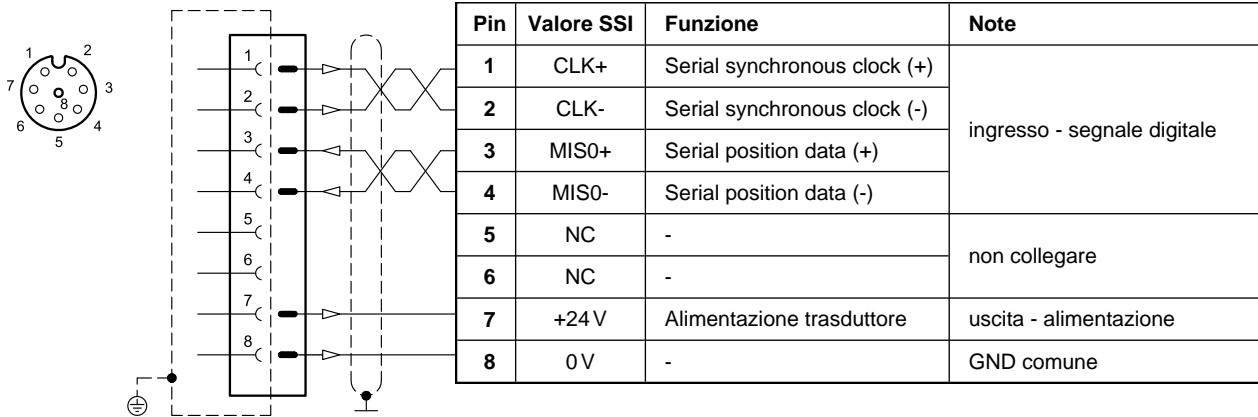 1
2
7
3
8
6
4
5
1
2
3
4
5
6
7
8
Pin Valore SSI Funzione Note
1 CLK+ Serial synchronous clock (+) ingresso - segnale digitale
2 CLK- Serial synchronous clock (-)
3 MIS0+ Serial position data (+)
4 MIS0- Serial position data (-)
5 NC - non collegare
6 NC -
7 +24V Alimentazione trasduttore uscita - alimentazione
8 0V - GND comune